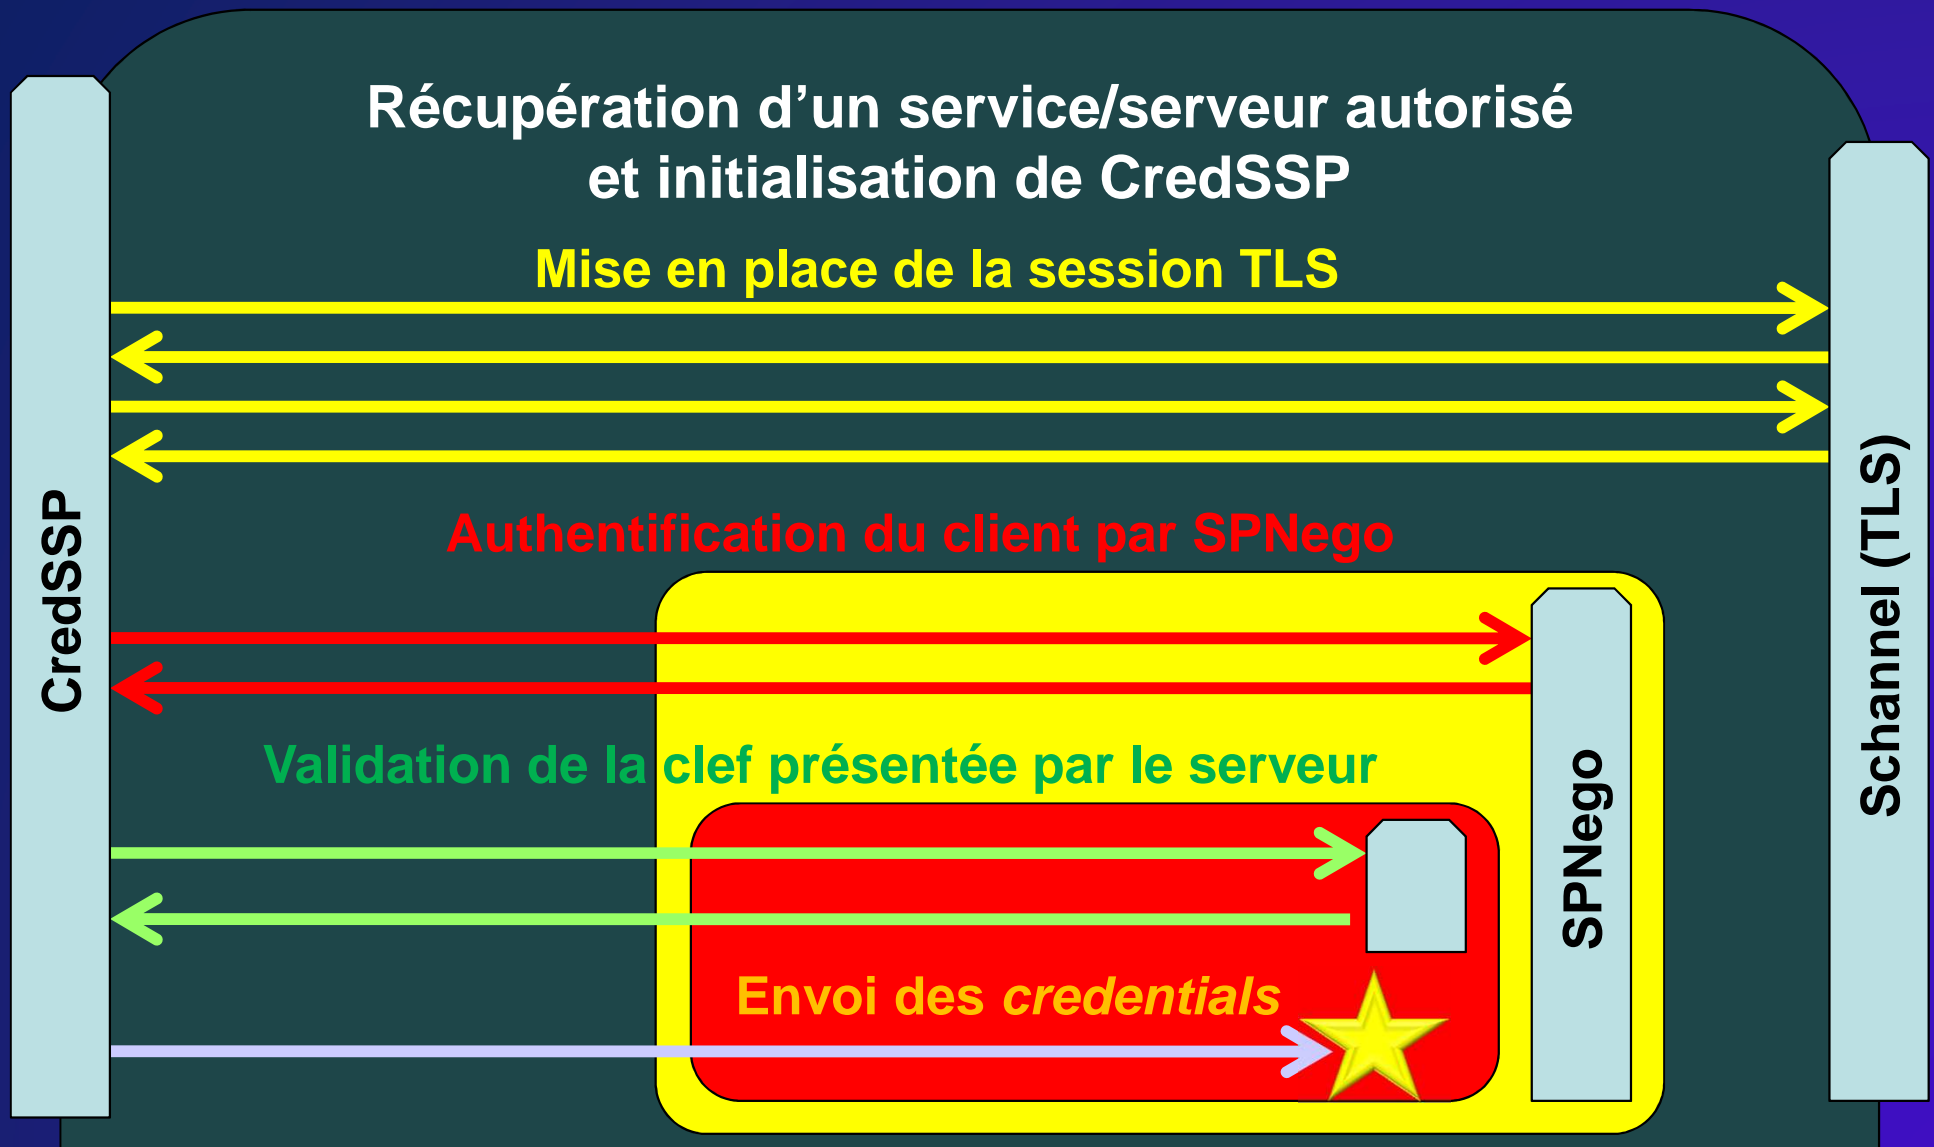 Récupération d’un service/serveur autorisé
et initialisation de CredSSP
Mise en place de la session TLS
CredSSP
Schannel (TLS)
Authentification du client par SPNego
Validation de la clef présentée par le serveur
SPNego
Envoi des credentials